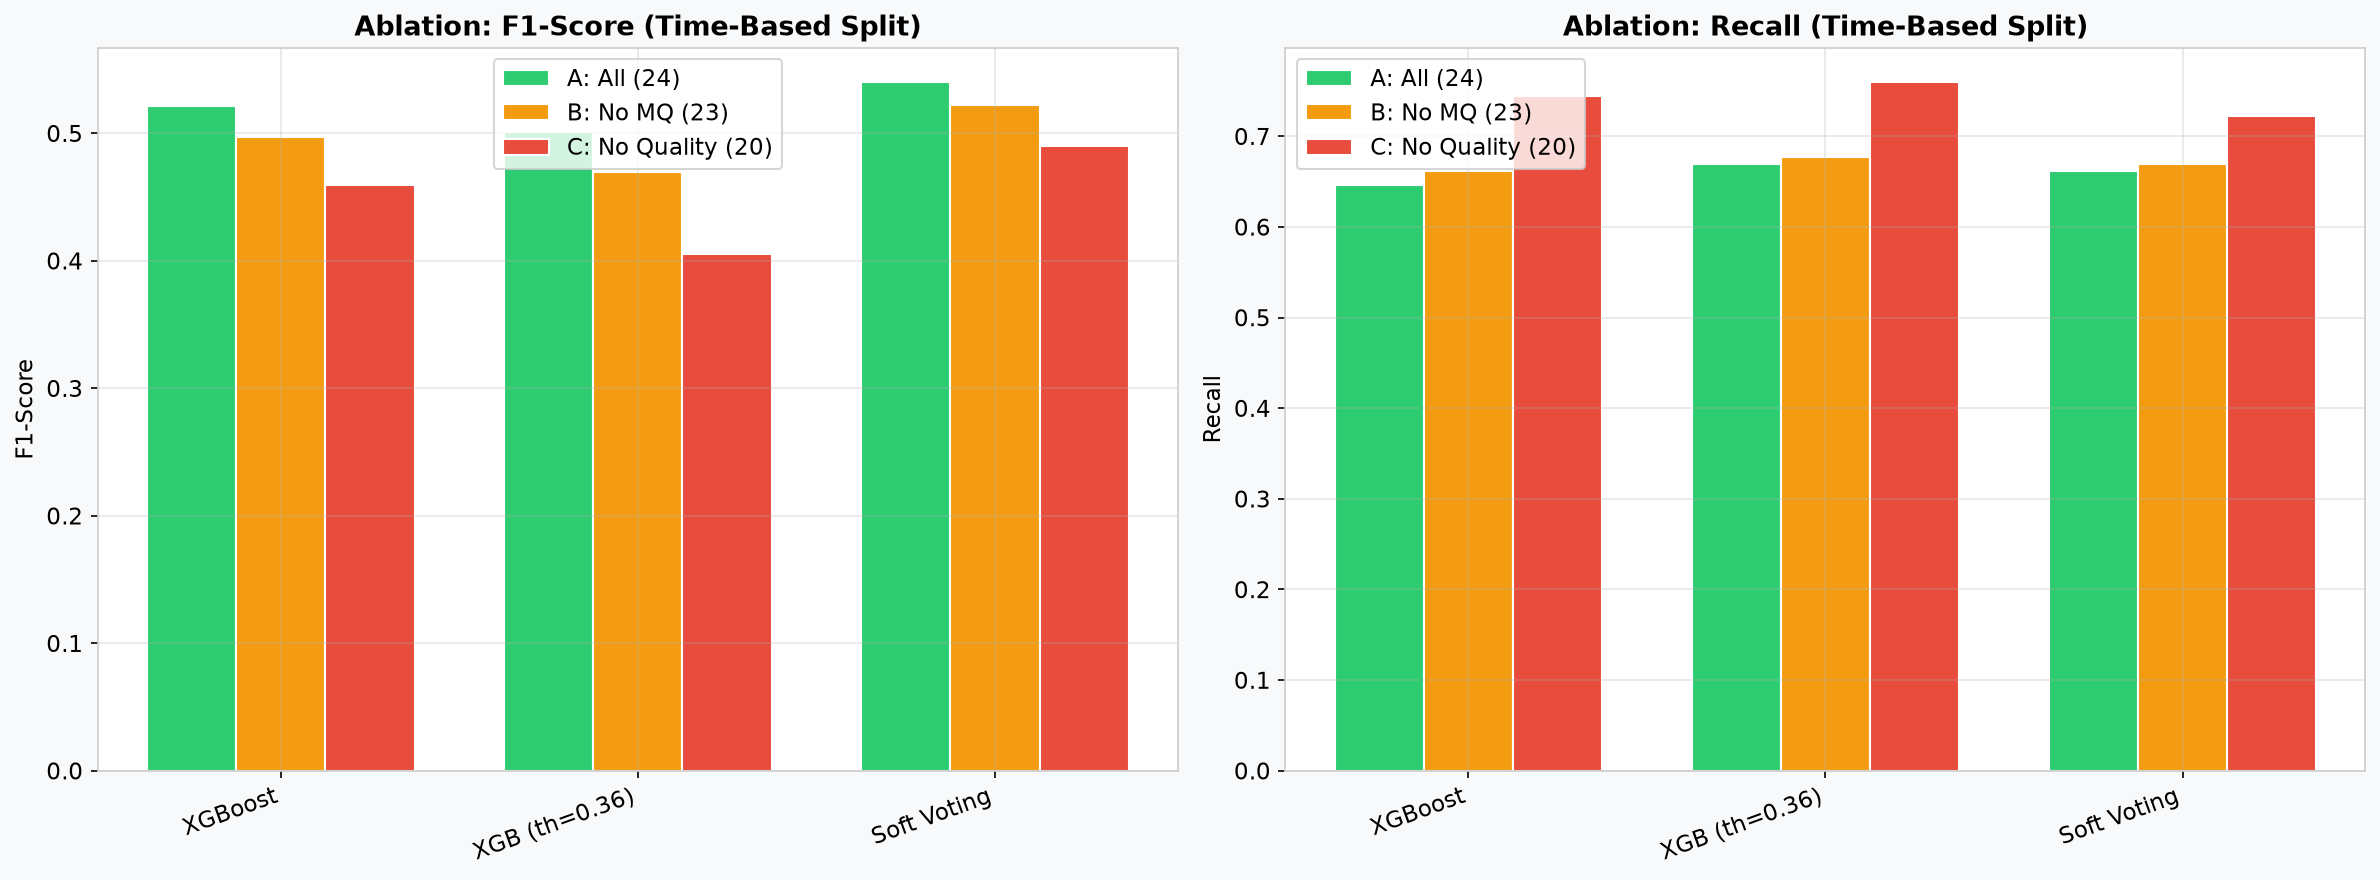 Ablation: F1-Score (Time-Based Split)
A: All (24)
B: No MQ (23)
C: No Quality (20)
F1-Score
0.5
0.4
0.3
0.2
0.1
0.0
XGBoost
XGB (th=0.36)
Soft Voting
Ablation: Recall (Time-Based Split)
A: All (24)
B: No MQ (23)
C: No Quality (20)
Recall
0.7
0.6
0.5
0.4
0.3
0.2
0.1
0.0
XGBoost
XGB (th=0.36)
Soft Voting